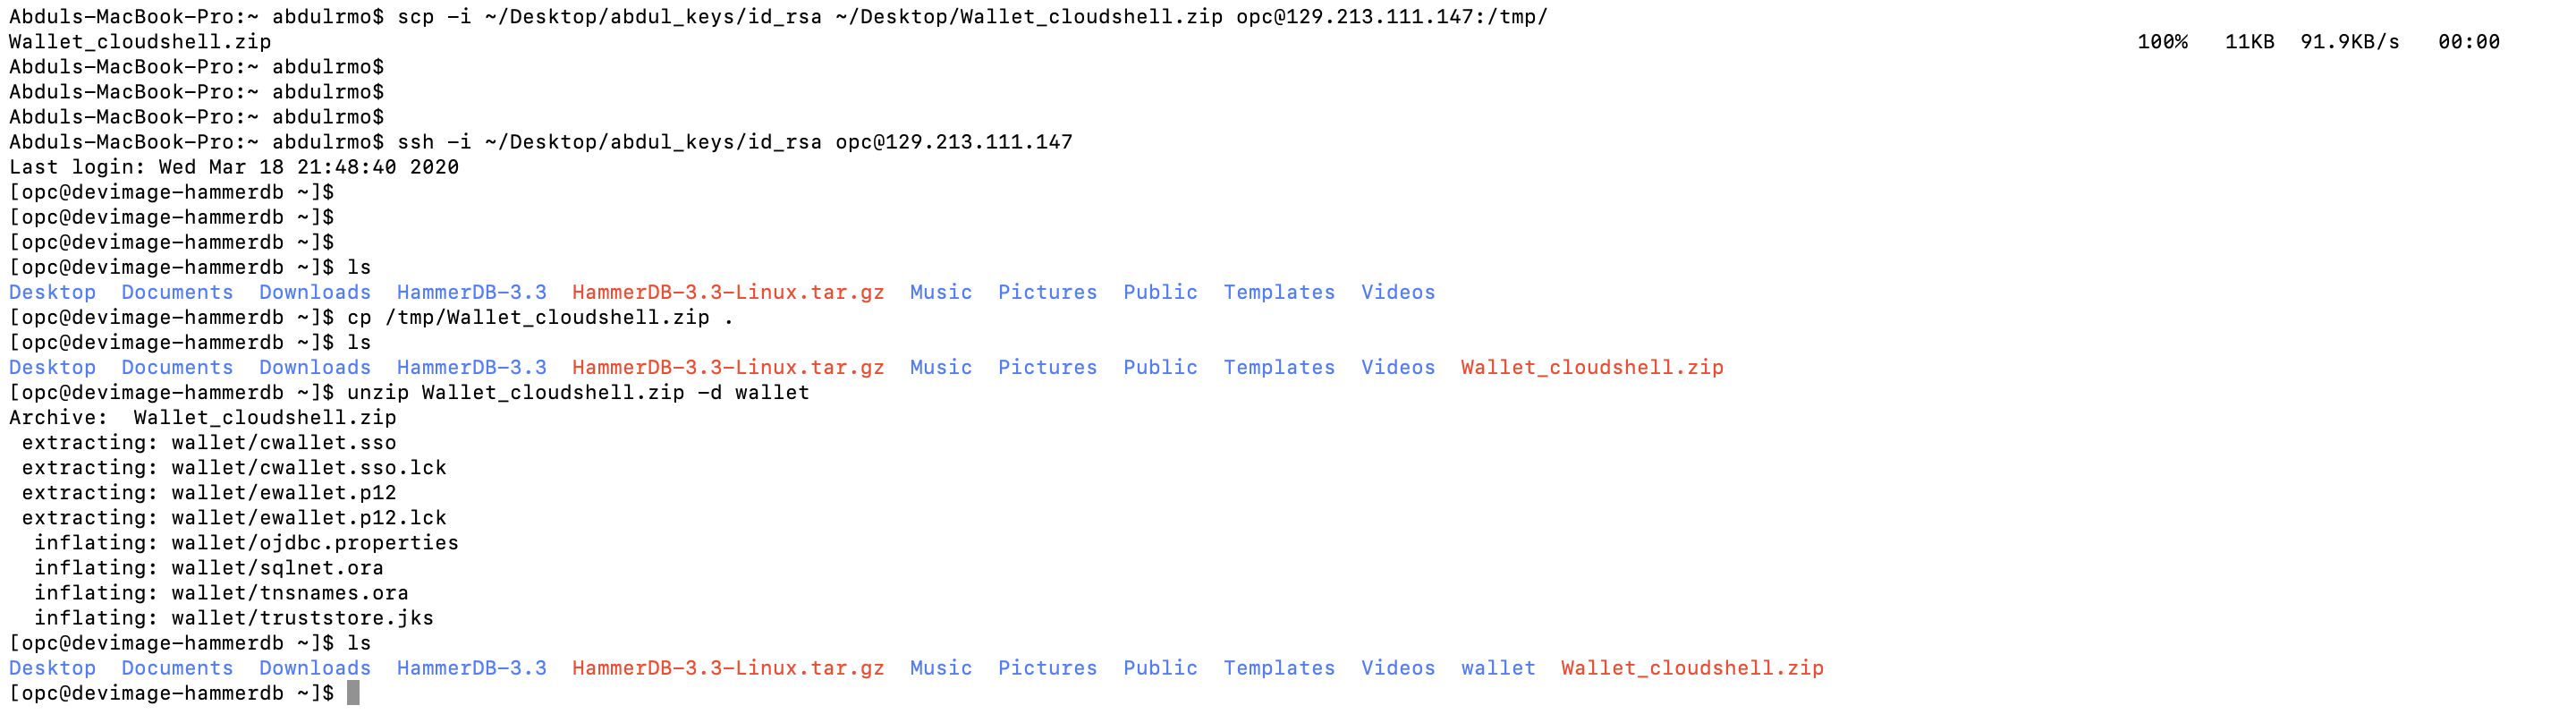 Abduls-MacBook-Pro:~ abdulrmo$ scp -i ~/Desktop/abdul_keys/id_rsa ~/Desktop/Wallet_cloudshell.zip opc@129.213.111.147:/tmp/
Wallet_cloudshell.zip 100% 11KB 91.9KB/s 00:00
Abduls-MacBook-Pro:~ abdulrmo$
Abduls-MacBook-Pro:~ abdulrmo$
Abduls-MacBook-Pro:~ abdulrmo$
Abduls-MacBook-Pro:~ abdulrmo$ ssh -i ~/Desktop/abdul_keys/id_rsa opc@129.213.111.147
Last login: Wed Mar 18 21:48:40 2020
[opc@devimage-hammerdb ~]$
[opc@devimage-hammerdb ~]$
[opc@devimage-hammerdb ~]$
[opc@devimage-hammerdb ~]$ ls
Desktop Documents Downloads HammerDB-3.3 HammerDB-3.3-Linux.tar.gz Music Pictures Public Templates Videos
[opc@devimage-hammerdb ~]$ cp /tmp/Wallet_cloudshell.zip .
[opc@devimage-hammerdb ~]$ ls
Desktop Documents Downloads HammerDB-3.3 HammerDB-3.3-Linux.tar.gz Music Pictures Public Templates Videos Wallet_cloudshell.zip
[opc@devimage-hammerdb ~]$ unzip Wallet_cloudshell.zip -d wallet
Archive:  Wallet_cloudshell.zip
 extracting: wallet/cwallet.sso
 extracting: wallet/cwallet.sso.lck
 extracting: wallet/ewallet.p12
 extracting: wallet/ewallet.p12.lck
  inflating: wallet/ojdbc.properties
  inflating: wallet/sqlnet.ora
  inflating: wallet/tnsnames.ora
  inflating: wallet/truststore.jks
[opc@devimage-hammerdb ~]$ ls
Desktop Documents Downloads HammerDB-3.3 HammerDB-3.3-Linux.tar.gz Music Pictures Public Templates Videos wallet Wallet_cloudshell.zip
[opc@devimage-hammerdb ~]$